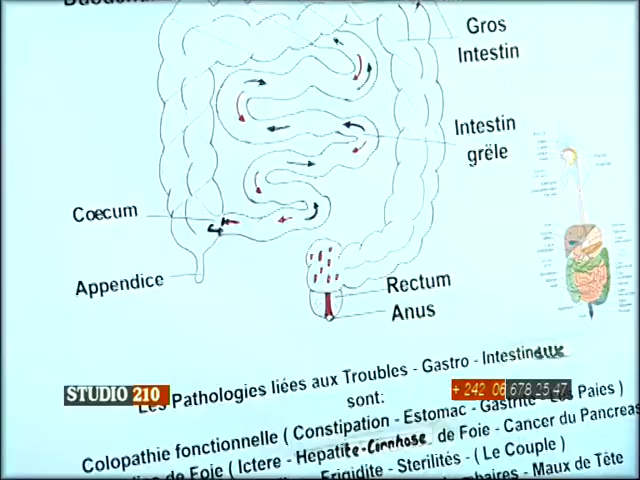 Gros
Intestin
Intestin
grële
Coecum
Appendice
Rectum
Anus
STUDIO 210
+ 242 06 678 25 47
Les Pathologies liées aux Troubles - Gastro - Intestinaux
sont:
Colopathie fonctionnelle ( Constipation - Estomac - Gastrite - Les Paies )
de Foie ( Ictere - Hepatite-Cirrhose de Foie - Cancer du Pancreas
Frigidite - Sterilités - ( Le Couple )
- Maux de Tête